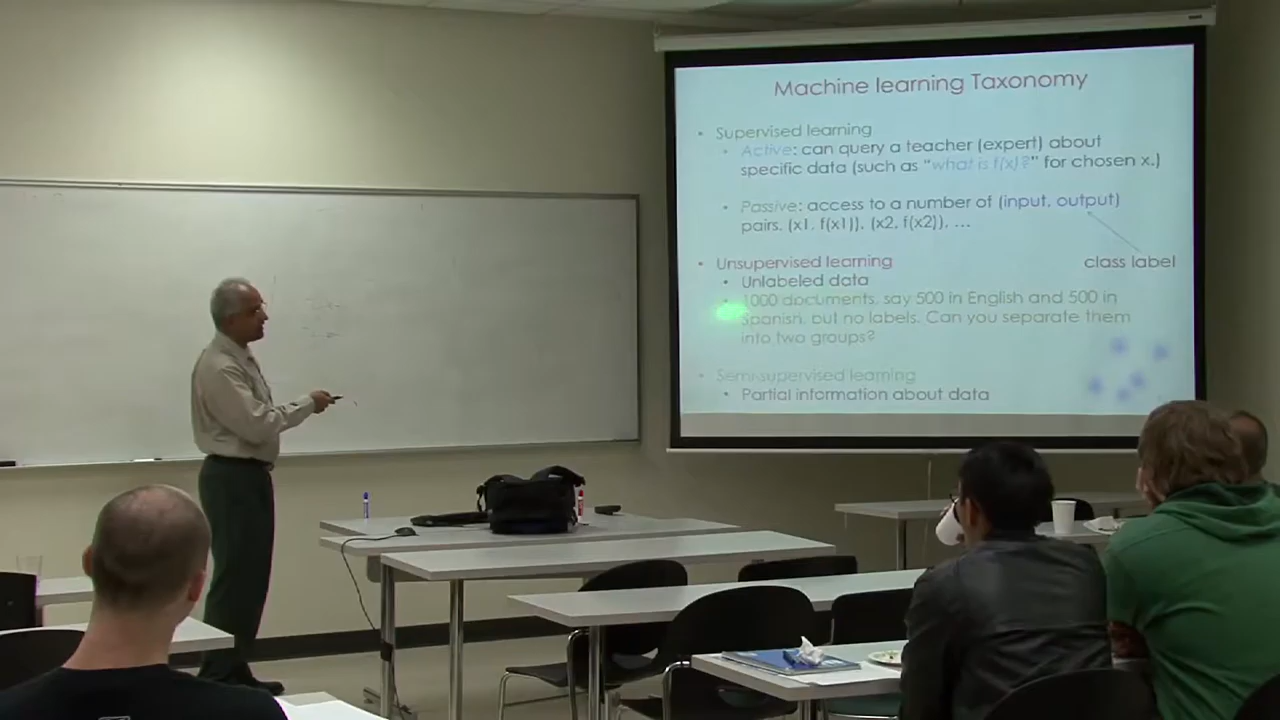 Machine learning Taxonomy
• Supervised learning
• Active: can query a teacher (expert) about
specific data (such as "what is f(x)?" for chosen x.)
• Passive: access to a number of (input, output)
pairs, (x1, f(x1)), (x2, f(x2)), ...
class label
• Unsupervised learning
• Unlabeled data
• 1000 documents, say 500 in English and 500 in
Spanish, but no labels. Can you separate them
into two groups?
• Semi-supervised learning
• Partial information about data